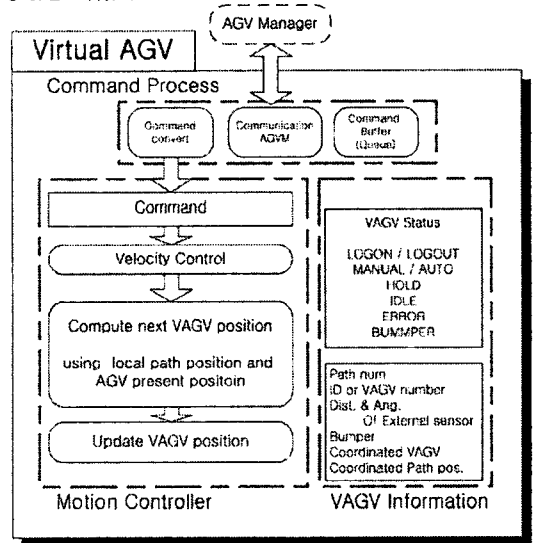 AGV Manager
Virtual AGV
Command Process
Command
convert
Communication
AGVM
Command
Buffer
(Queue)
Command
Velocity Control
Compute next VAGV position
using local path position and
AGV present positoin
Update VAGV position
Motion Controller
VAGV Status
LOGON / LOGOUT
MANUAL / AUTO
HOLD
IDLE
ERROR
BUMMPER
Path num
ID or VAGV number
Dist. & Ang.
Of External sensor
Bumper
Coordinated VAGV
Coordinated Path pos.
VAGV Information